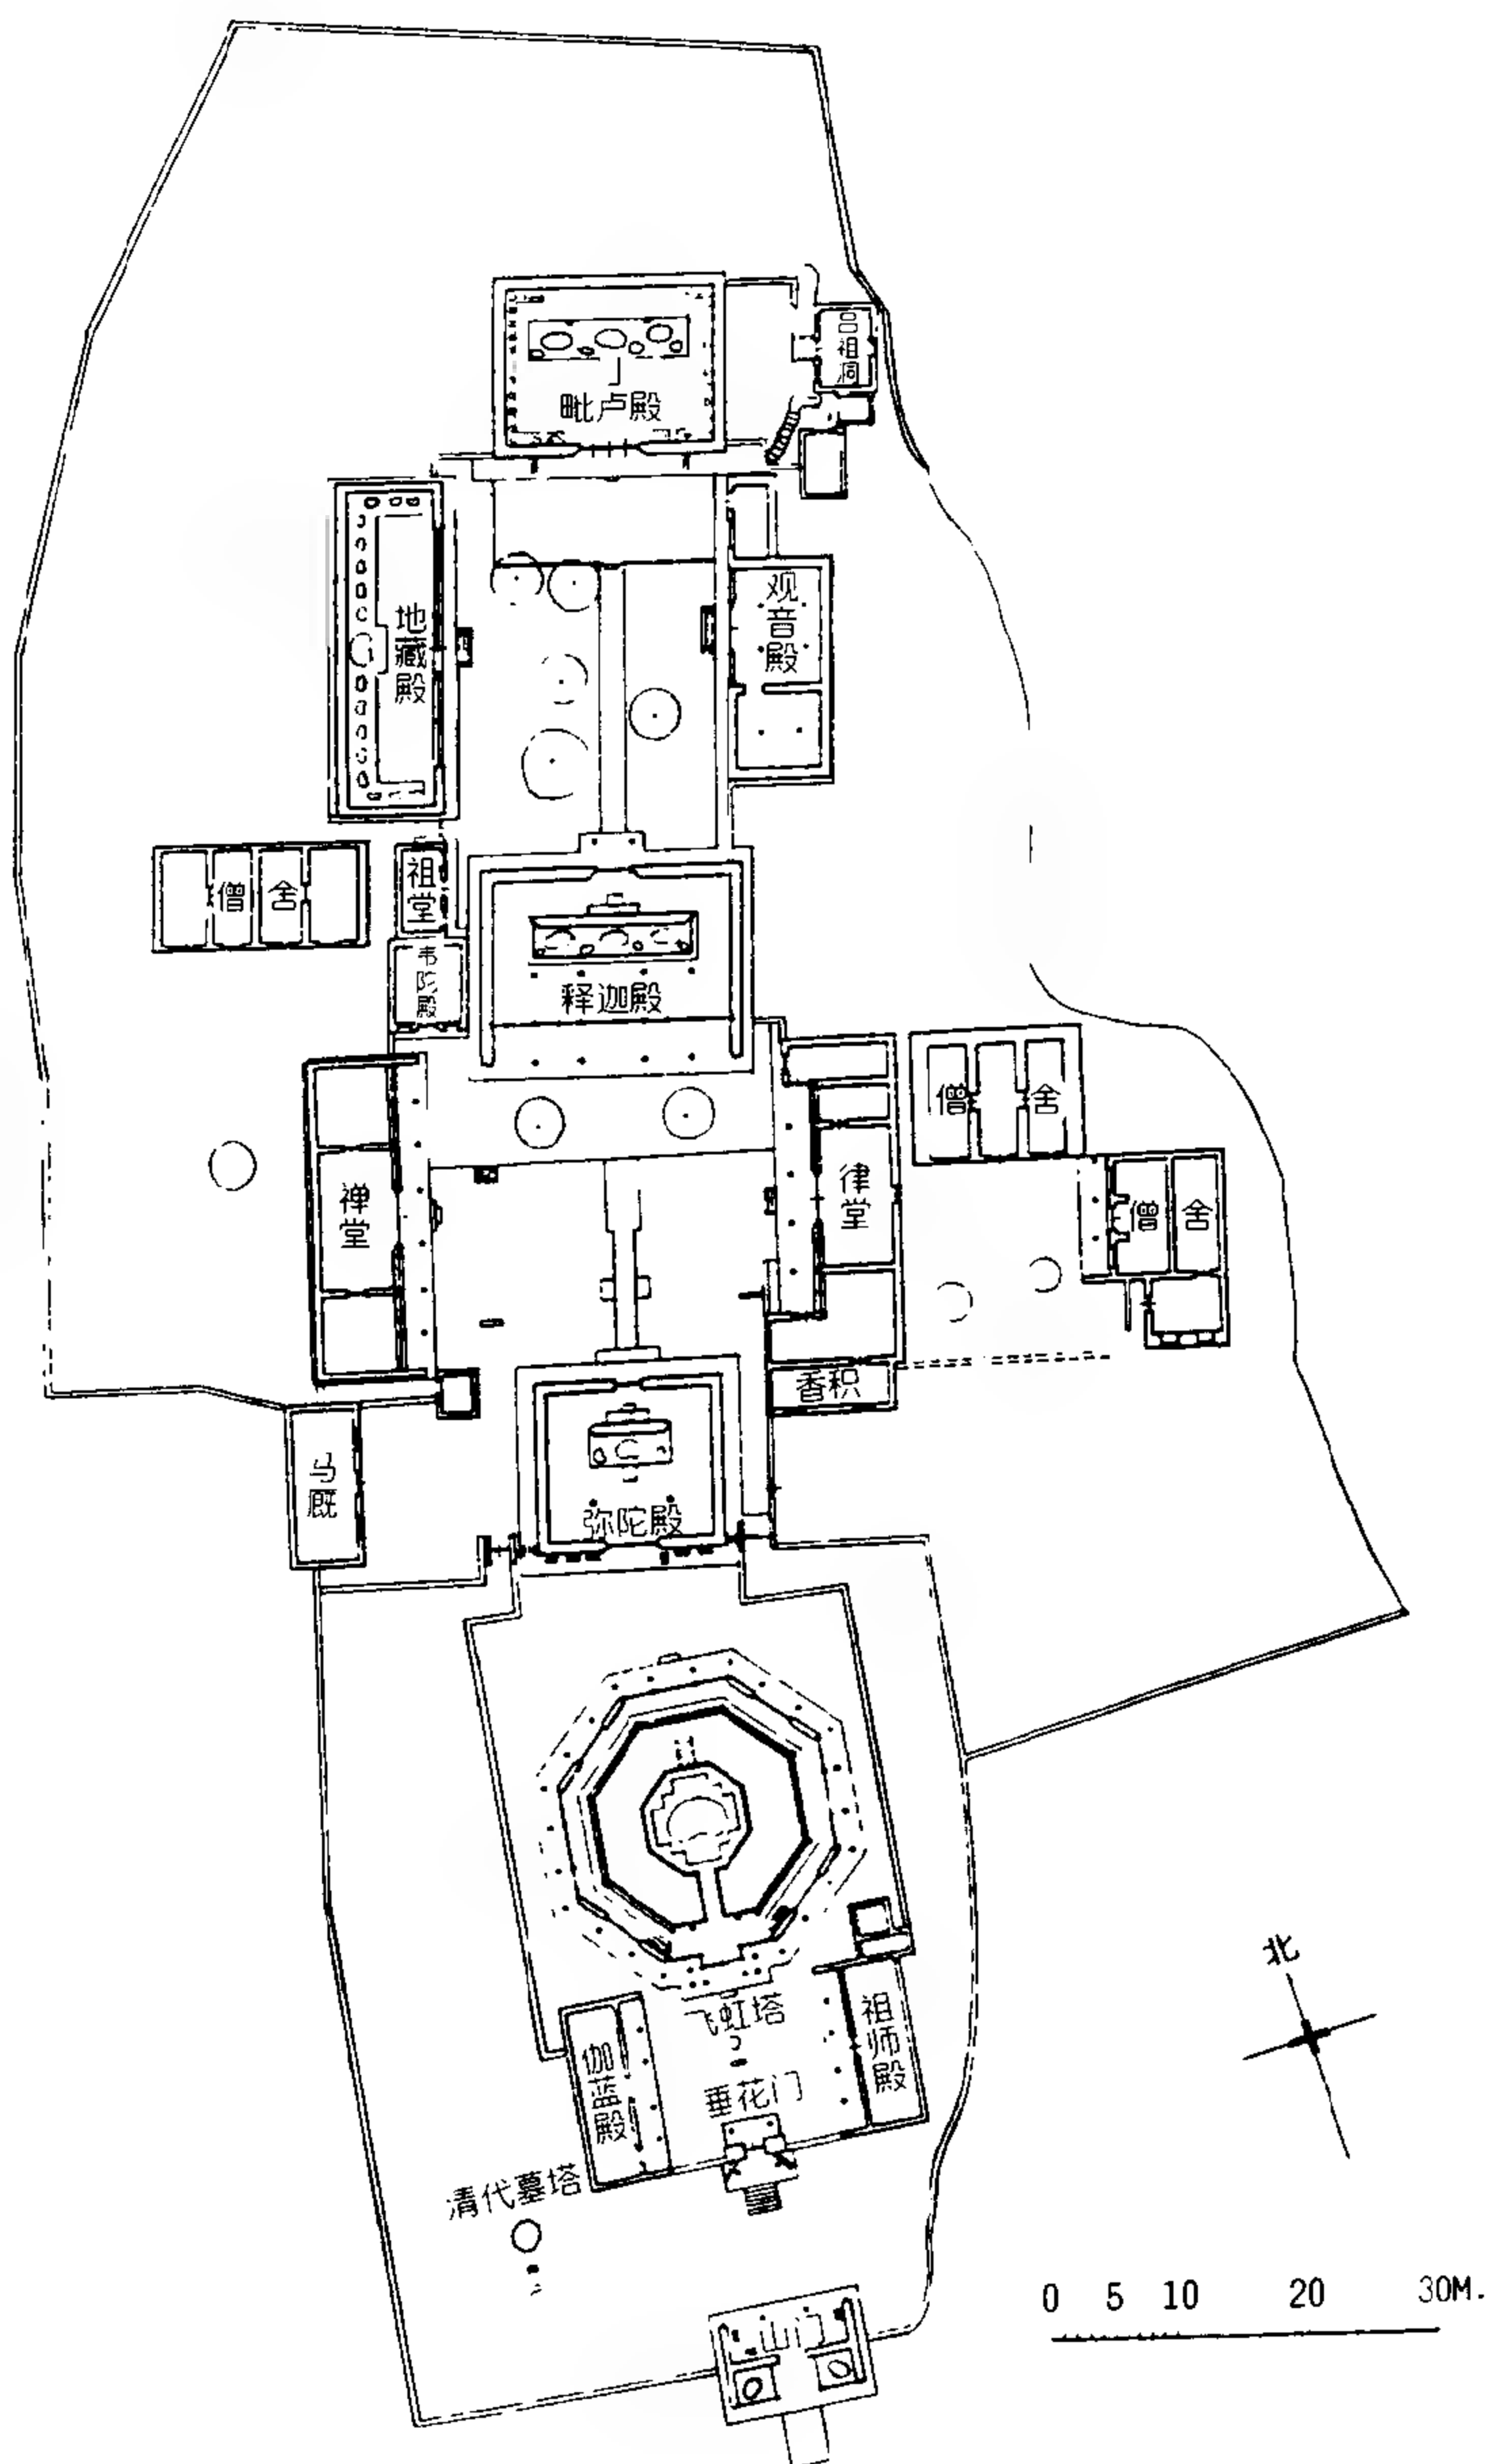 吕祖洞
毗卢殿
观音殿
地藏殿
祖堂
僧舍
韦陀殿
释迦殿
僧舍
律堂
禅堂
僧舍
香积
马厩
弥陀殿
飞虹塔
祖师殿
伽蓝殿
垂花门
清代墓塔
山门
北
0 5 10 20 30M.